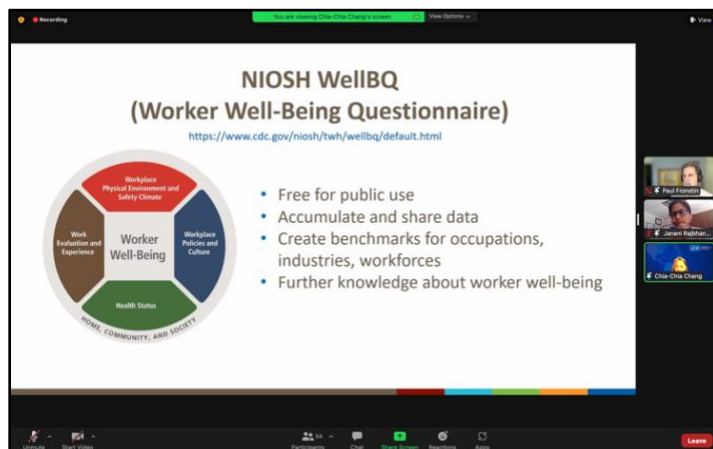 Recording
You are viewing Chia-Chia Chang's screen
View Options
View
NIOSH WellBQ
(Worker Well-Being Questionnaire)
https://www.cdc.gov/niosh/twh/wellbq/default.html
Workplace
Physical Environment and
Safety Climate
Work
Evaluation and
Experience
Worker
Well-Being
Workplace
Policies and
Culture
Health Status
HOME, COMMUNITY, AND SOCIETY
• Free for public use
• Accumulate and share data
• Create benchmarks for occupations,
industries, workforces
• Further knowledge about worker well-being
Paul Fronstin
Janani Rajbhan...
Chia-Chia Chang
Unmute
Start Video
54
Participants
Chat
Share Screen
Reactions
Apps
Leave